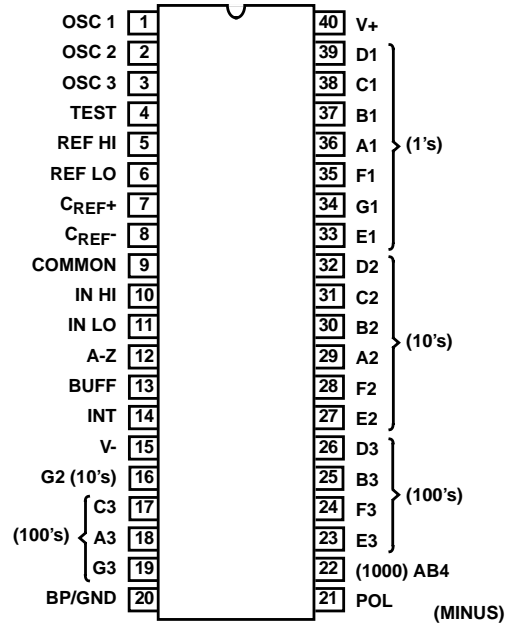 OSC 1 1 40 V+
OSC 2 2 39 D1
OSC 3 3 38 C1
TEST 4 37 B1
REF HI 5 36 A1 (1's)
REF LO 6 35 F1
CREF+ 7 34 G1
CREF- 8 33 E1
COMMON 9 32 D2
IN HI 10 31 C2
IN LO 11 30 B2 (10's)
A-Z 12 29 A2
BUFF 13 28 F2
INT 14 27 E2
V- 15 26 D3
G2 (10's) 16 25 B3 (100's)
C3 17 24 F3
(100's) A3 18 23 E3
G3 19 22 (1000) AB4
BP/GND 20 21 POL (MINUS)